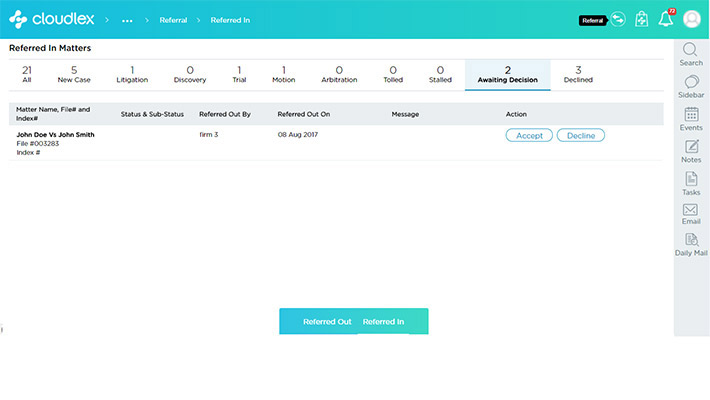 cloudlex > ... > Referral > Referred In
Referral
72
Referred In Matters
21 5 1 0 1 1 0 0 0 2 3
All New Case Litigation Discovery Trial Motion Arbitration Tolled Stalled Awaiting Decision Declined
Matter Name, File# and
Index#
Status & Sub-Status Referred Out By Referred Out On Message Action
John Doe Vs John Smith firm 3 08 Aug 2017 Accept Decline
File #003283
Index #
Search
Sidebar
Events
Notes
Tasks
Email
Daily Mail
Referred Out Referred In